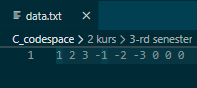 data.txt
C_codespace > 2 kurs > 3-rd senester
1 1 2 3 -1 -2 -3 0 0 0